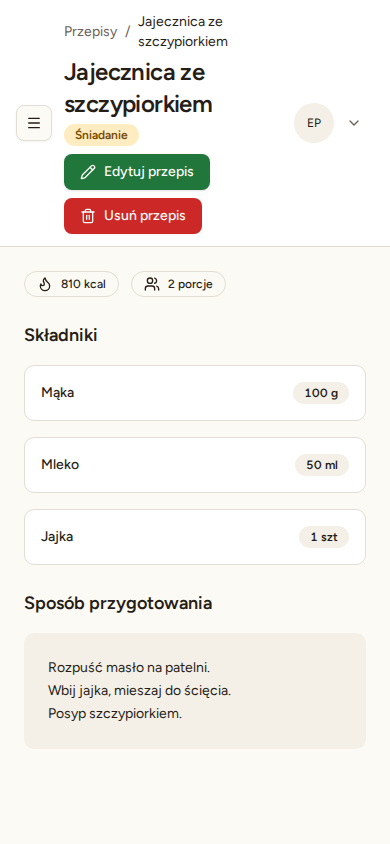 Przepisy / Jajecznica ze
szczypiorkiem
Jajecznica ze
szczypiorkiem
Śniadanie
EP
Edytuj przepis
Usuń przepis
810 kcal
2 porcje
Składniki
Mąka
100 g
Mleko
50 ml
Jajka
1 szt
Sposób przygotowania
Rozpuść masło na patelni.
Wbij jajka, mieszaj do ścięcia.
Posyp szczypiorkiem.